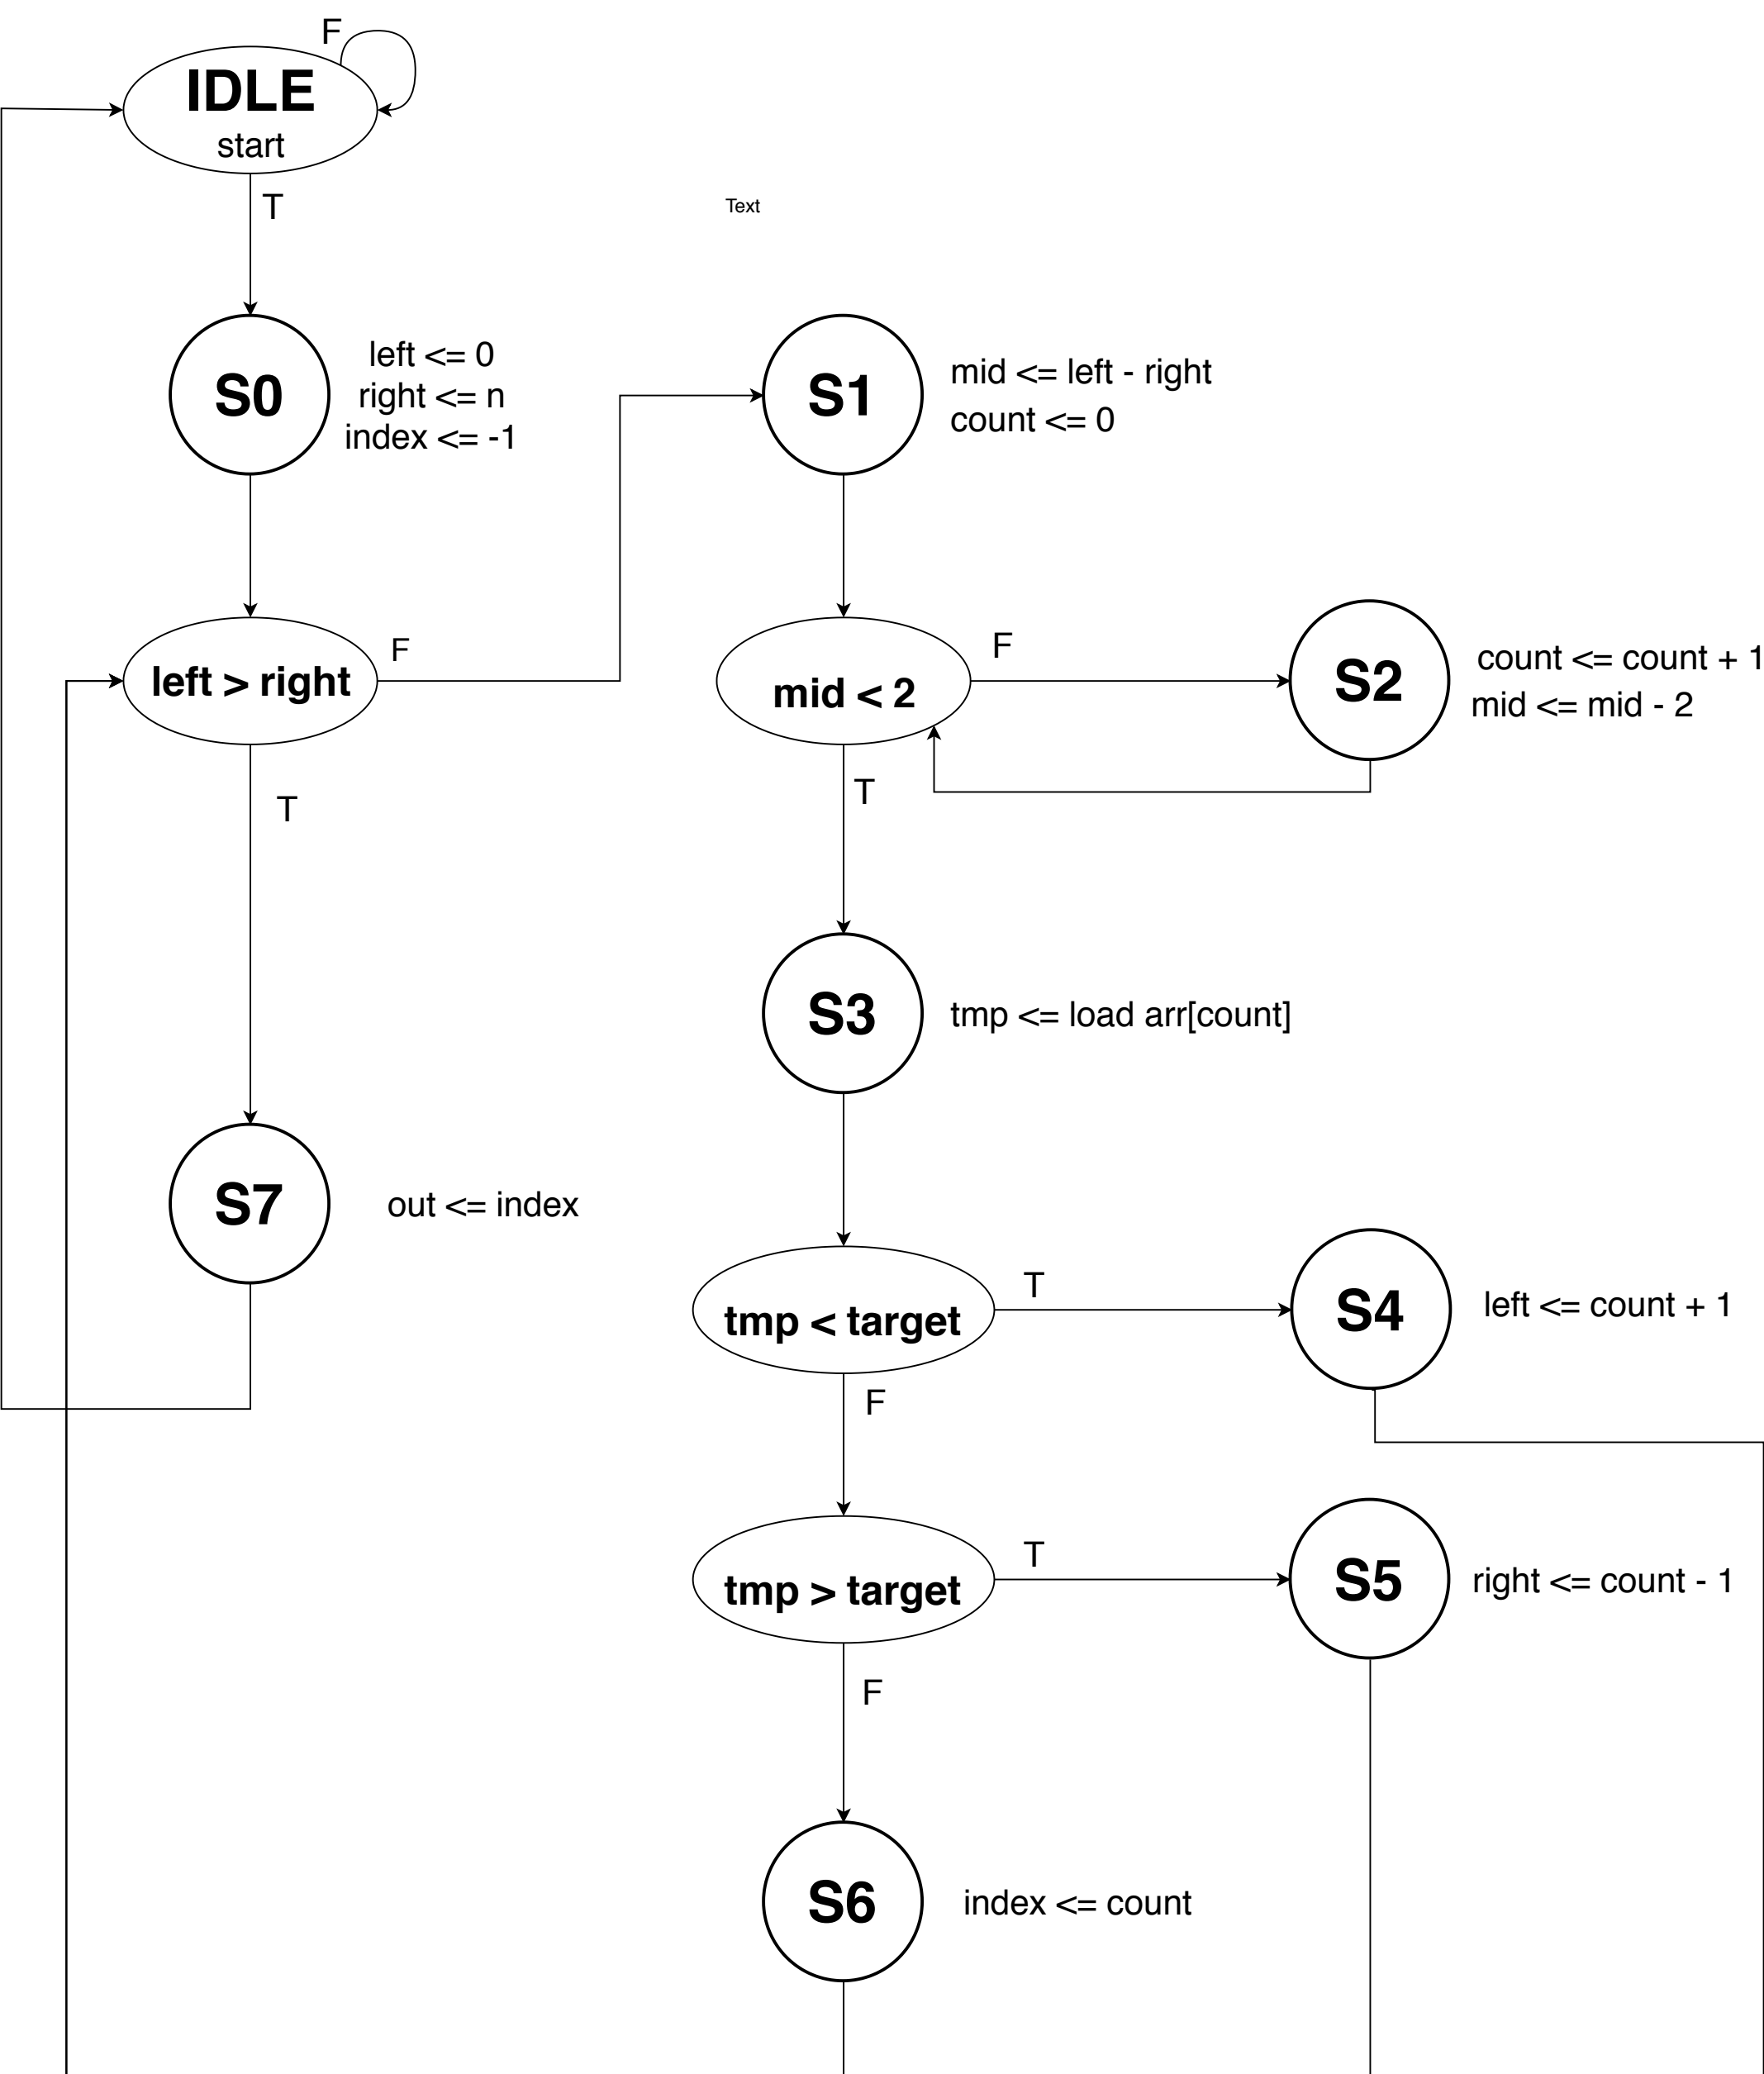 F
IDLE
start
T
Text
S0
left <= 0
right <= n
index <= -1
S1
mid <= left - right
count <= 0
left > right
F
T
mid < 2
F
T
S2
count <= count + 1
mid <= mid - 2
S3
tmp <= load arr[count]
S7
out <= index
tmp < target
T
F
S4
left <= count + 1
tmp > target
T
F
S5
right <= count - 1
S6
index <= count